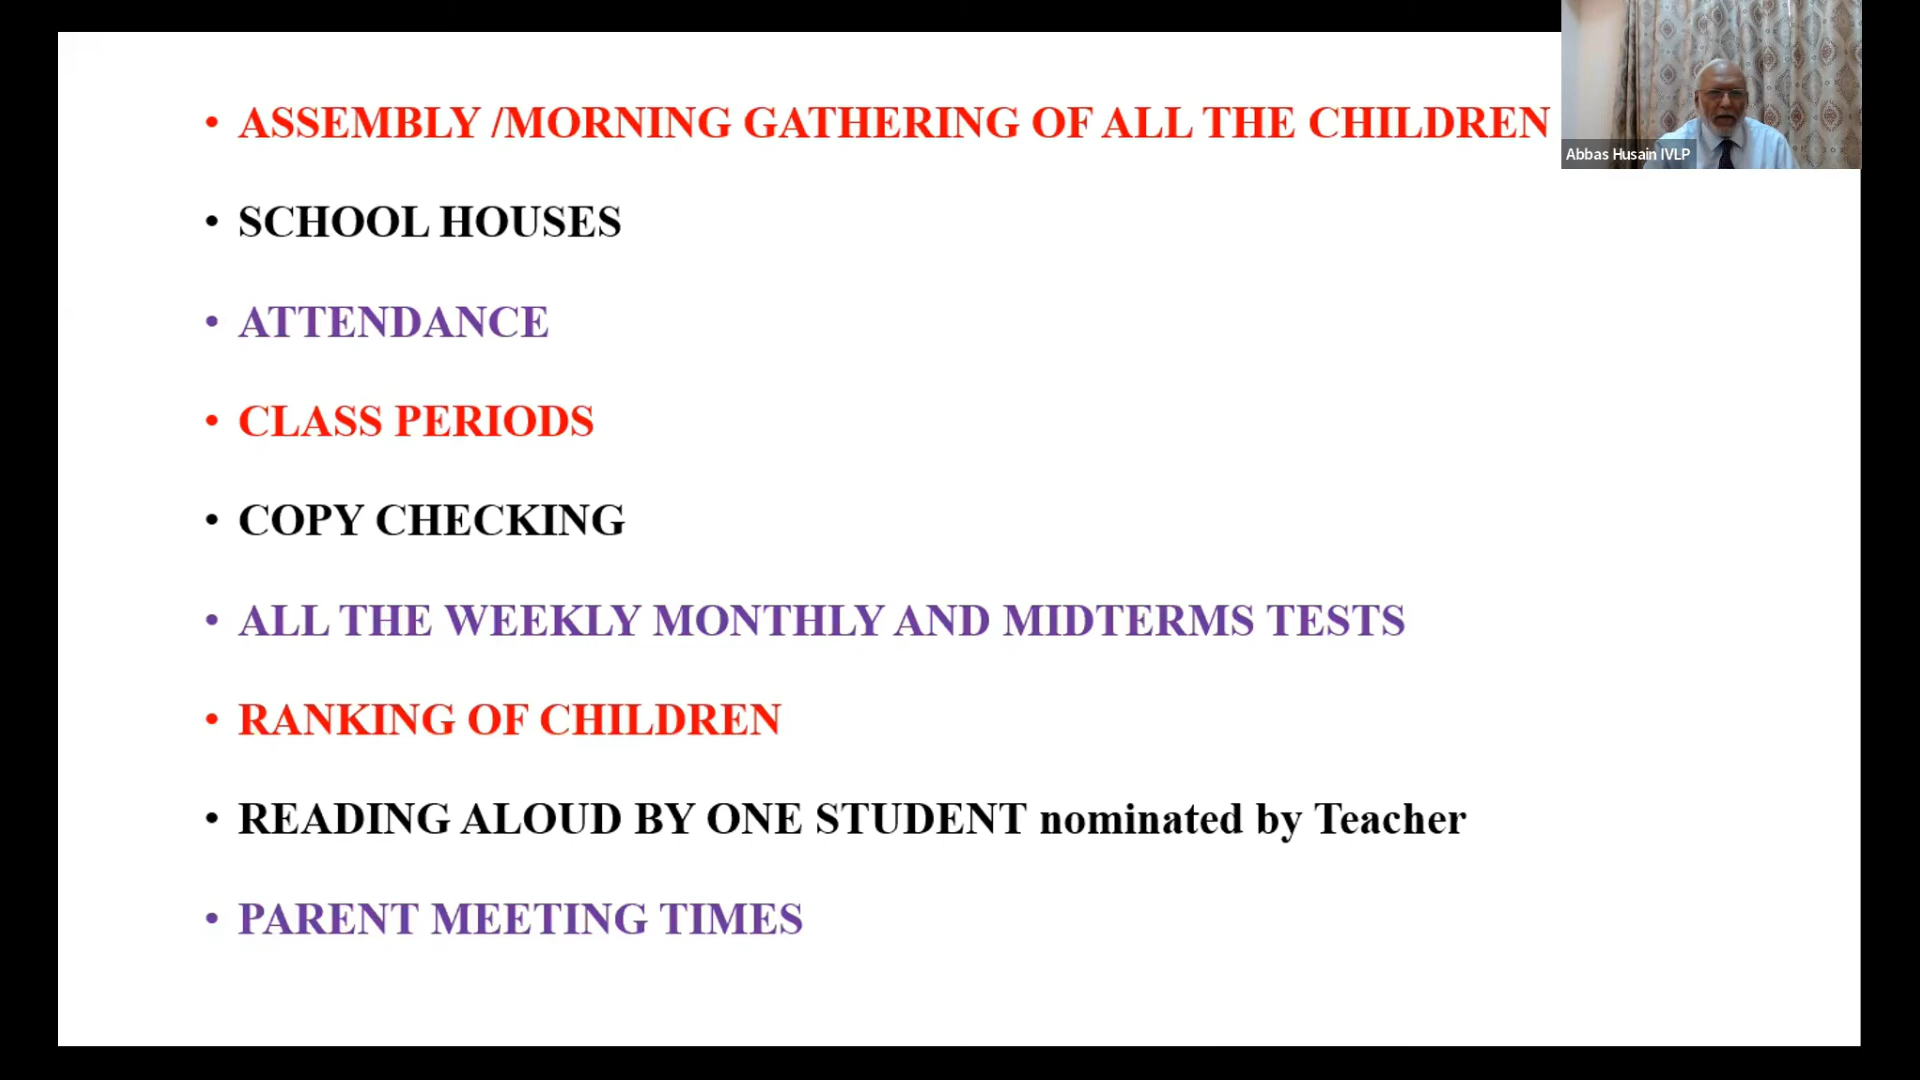 • ASSEMBLY /MORNING GATHERING OF ALL THE CHILDREN
Abbas Husain IVLP
• SCHOOL HOUSES
• ATTENDANCE
• CLASS PERIODS
• COPY CHECKING
• ALL THE WEEKLY MONTHLY AND MIDTERMS TESTS
• RANKING OF CHILDREN
• READING ALOUD BY ONE STUDENT nominated by Teacher
• PARENT MEETING TIMES